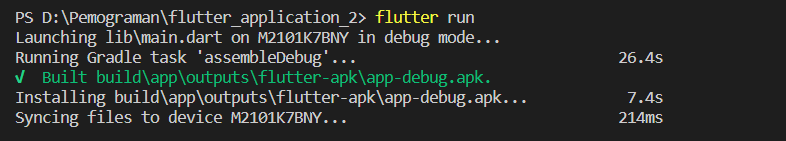 PS D:\Pemograman\flutter_application_2> flutter run
Launching lib\main.dart on M2101K7BNY in debug mode...
Running Gradle task 'assembleDebug'... 26.4s
√ Built build\app\outputs\flutter-apk\app-debug.apk.
Installing build\app\outputs\flutter-apk\app-debug.apk... 7.4s
Syncing files to device M2101K7BNY... 214ms